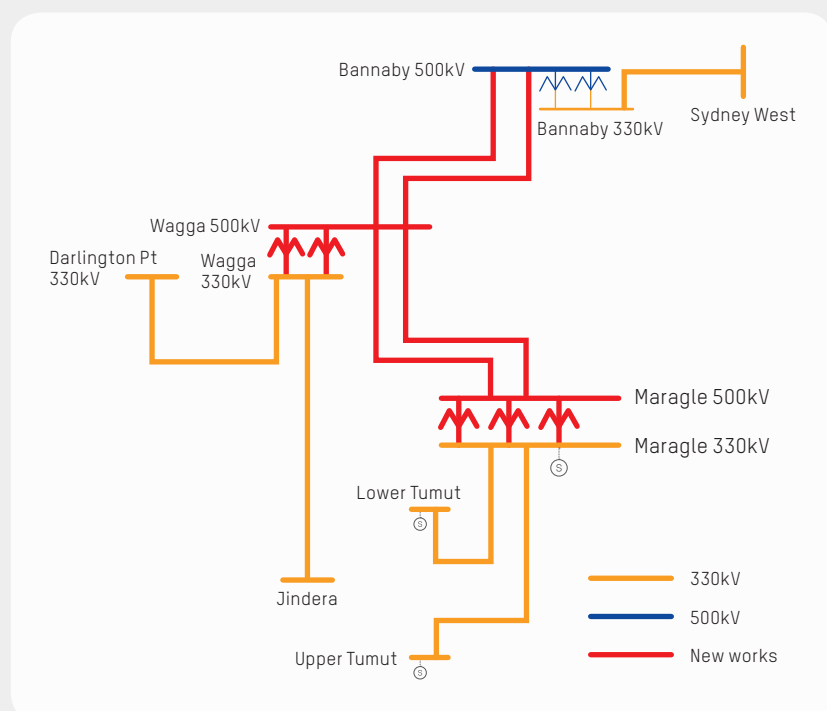 Bannaby 500kV
Sydney West
Bannaby 330kV
Wagga 500kV
Darlington Pt
330kV
Wagga
330kV
Maragle 500kV
Maragle 330kV
S
Lower Tumut
S
Jindera
Upper Tumut
S
330kV
500kV
New works